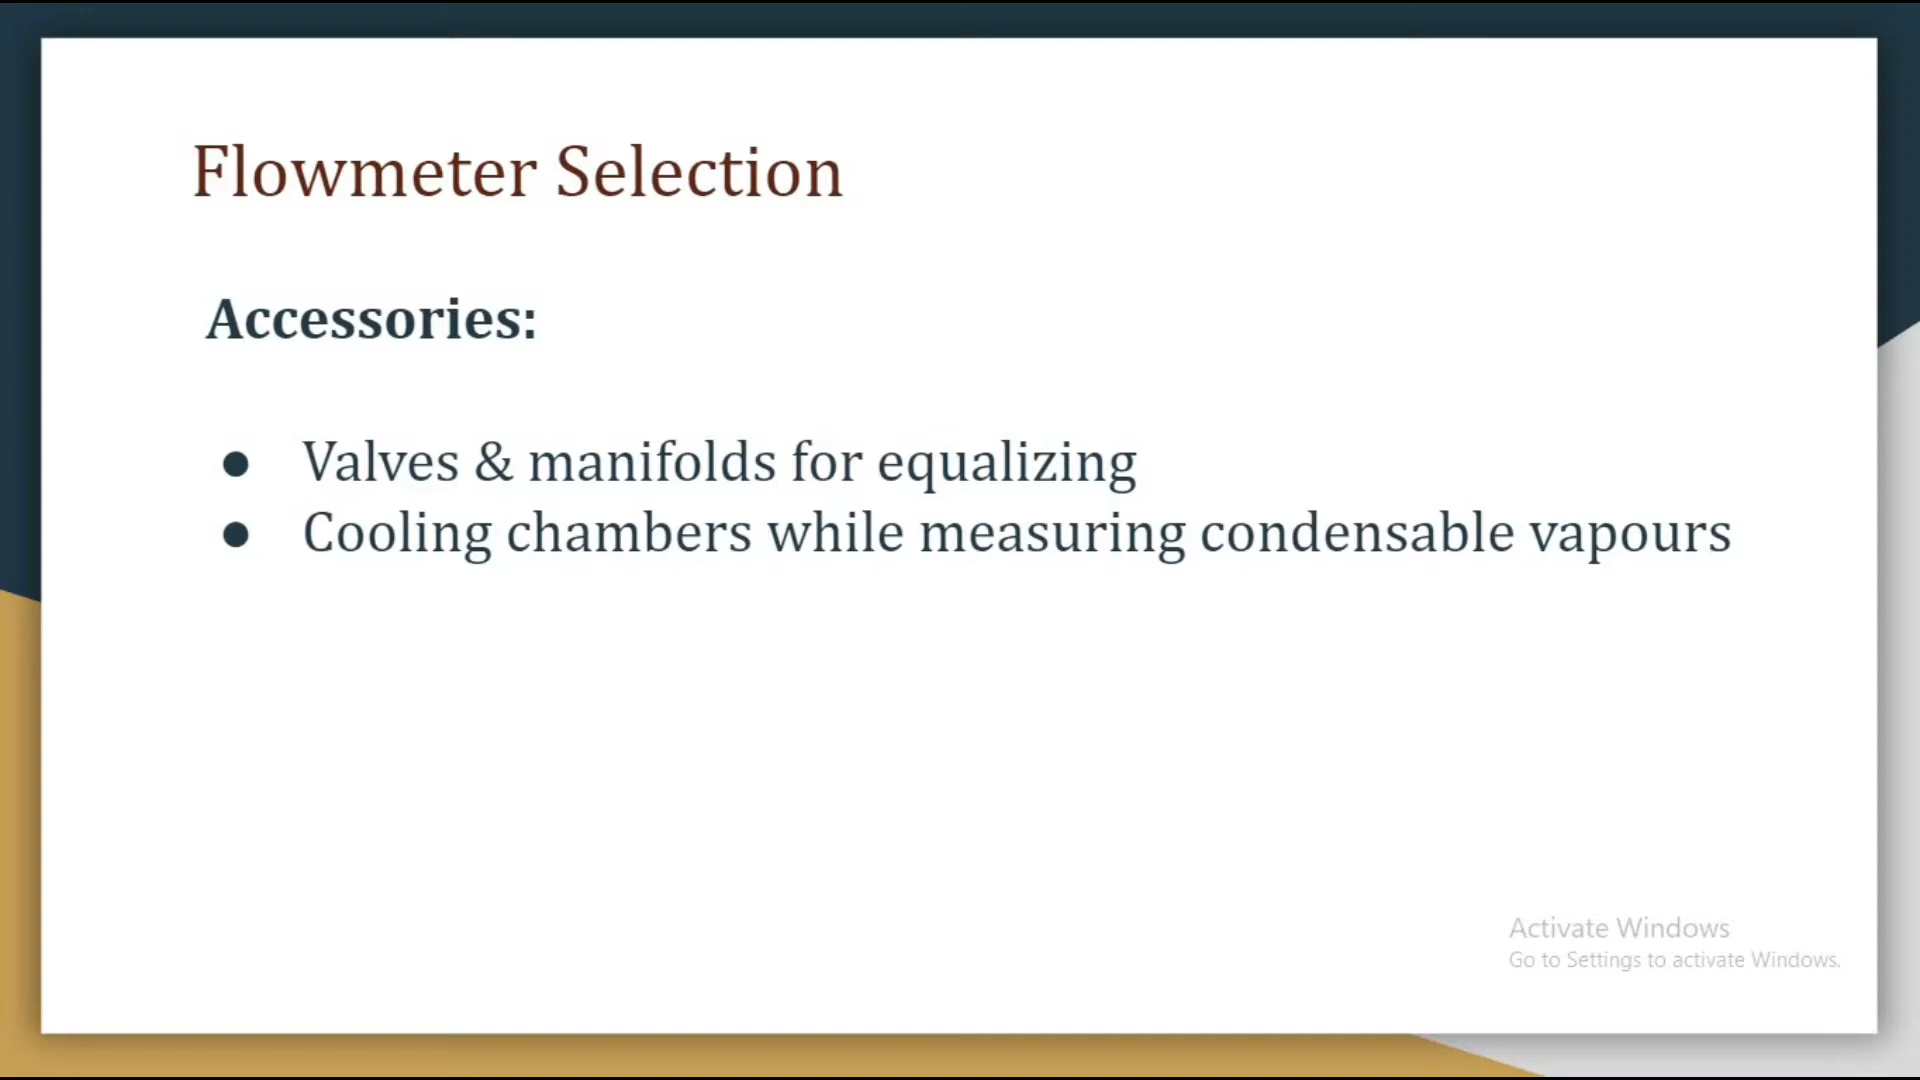 Flowmeter Selection
Accessories:
● Valves & manifolds for equalizing
● Cooling chambers while measuring condensable vapours
Activate Windows
Go to Settings to activate Windows.